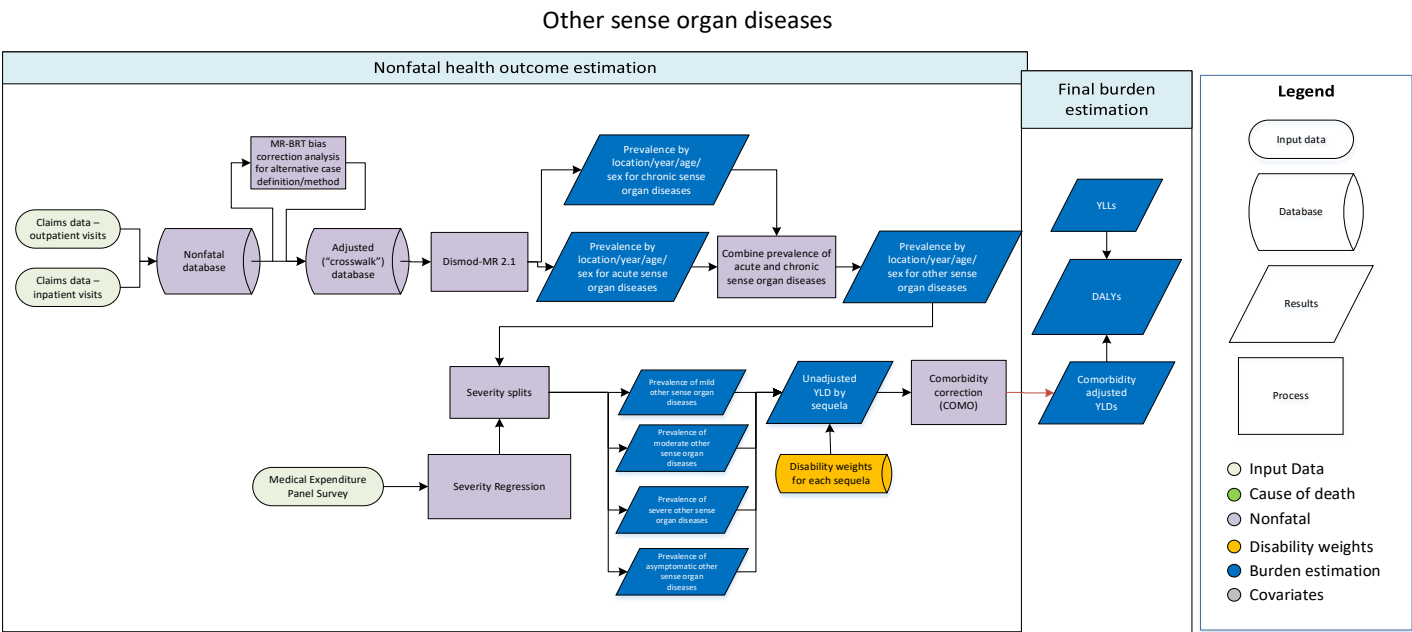 Other sense organ diseases
Nonfatal health outcome estimation
Final burden
estimation
Legend
Input data
Database
Results
Process
Input Data
Cause of death
Nonfatal
Disability weights
Burden estimation
Covariates
MR-BRT bias
correction analysis
for alternative case
definition/method
Claims data –
outpatient visits
Claims data –
inpatient visits
Nonfatal
database
Adjusted
(“crosswalk”)
database
Dismod-MR 2.1
Prevalence by
location/year/age/
sex for chronic sense
organ diseases
Prevalence by
location/year/age/
sex for acute sense
organ diseases
Combine prevalence of
acute and chronic
sense organ diseases
Prevalence by
location/year/age/
sex for other sense
organ diseases
Severity splits
Medical Expenditure
Panel Survey
Severity Regression
Prevalence of mild
other sense organ
diseases
Prevalence of
moderate other
sense organ
diseases
Prevalence of
severe other sense
organ diseases
Prevalence of
asymptomatic other
sense organ
diseases
Unadjusted
YLD by
sequela
Disability weights
for each sequela
Comorbidity
correction
(COMO)
YLLs
DALYs
Comorbidity
adjusted
YLDs